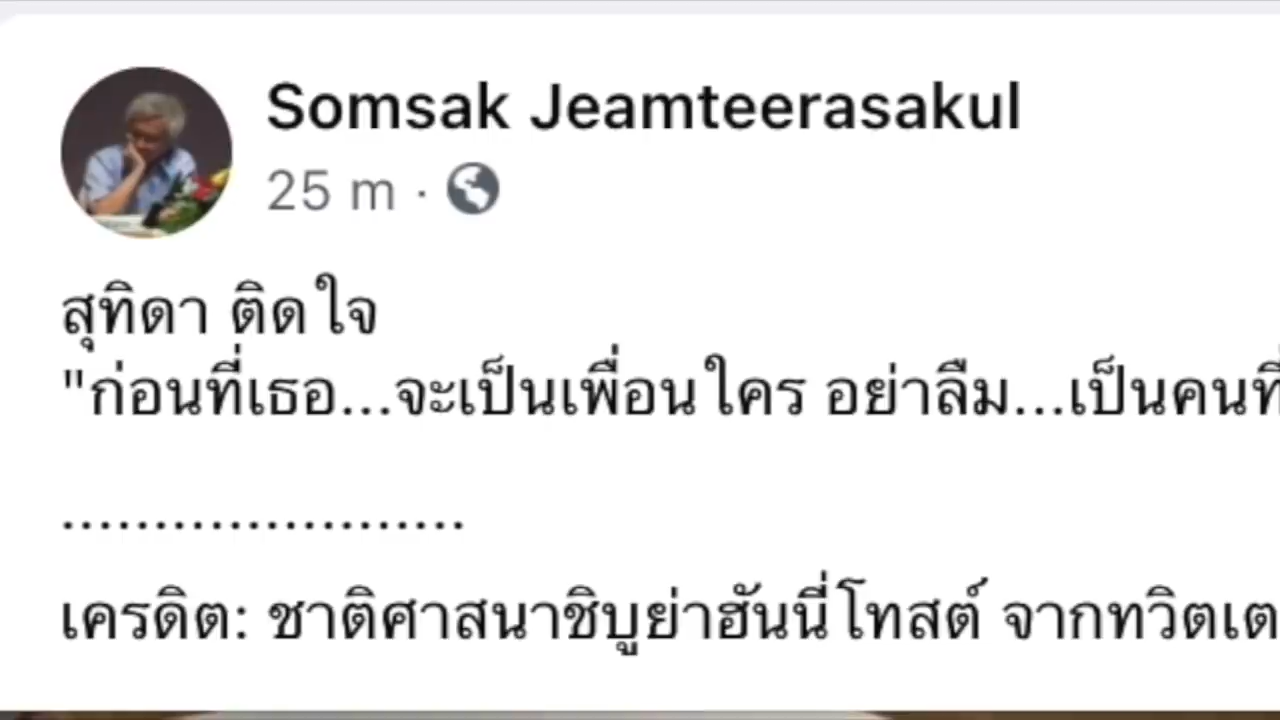 Somsak Jeamteerasakul
25 m ·
สุทิดา ติดใจ
"ก่อนที่เธอ...จะเป็นเพื่อนใคร อย่าลืม...เป็นคนที่
......................
เครดิต: ชาติศาสนาชิบูย่าฮันนี่โทสต์ จากทวิตเต